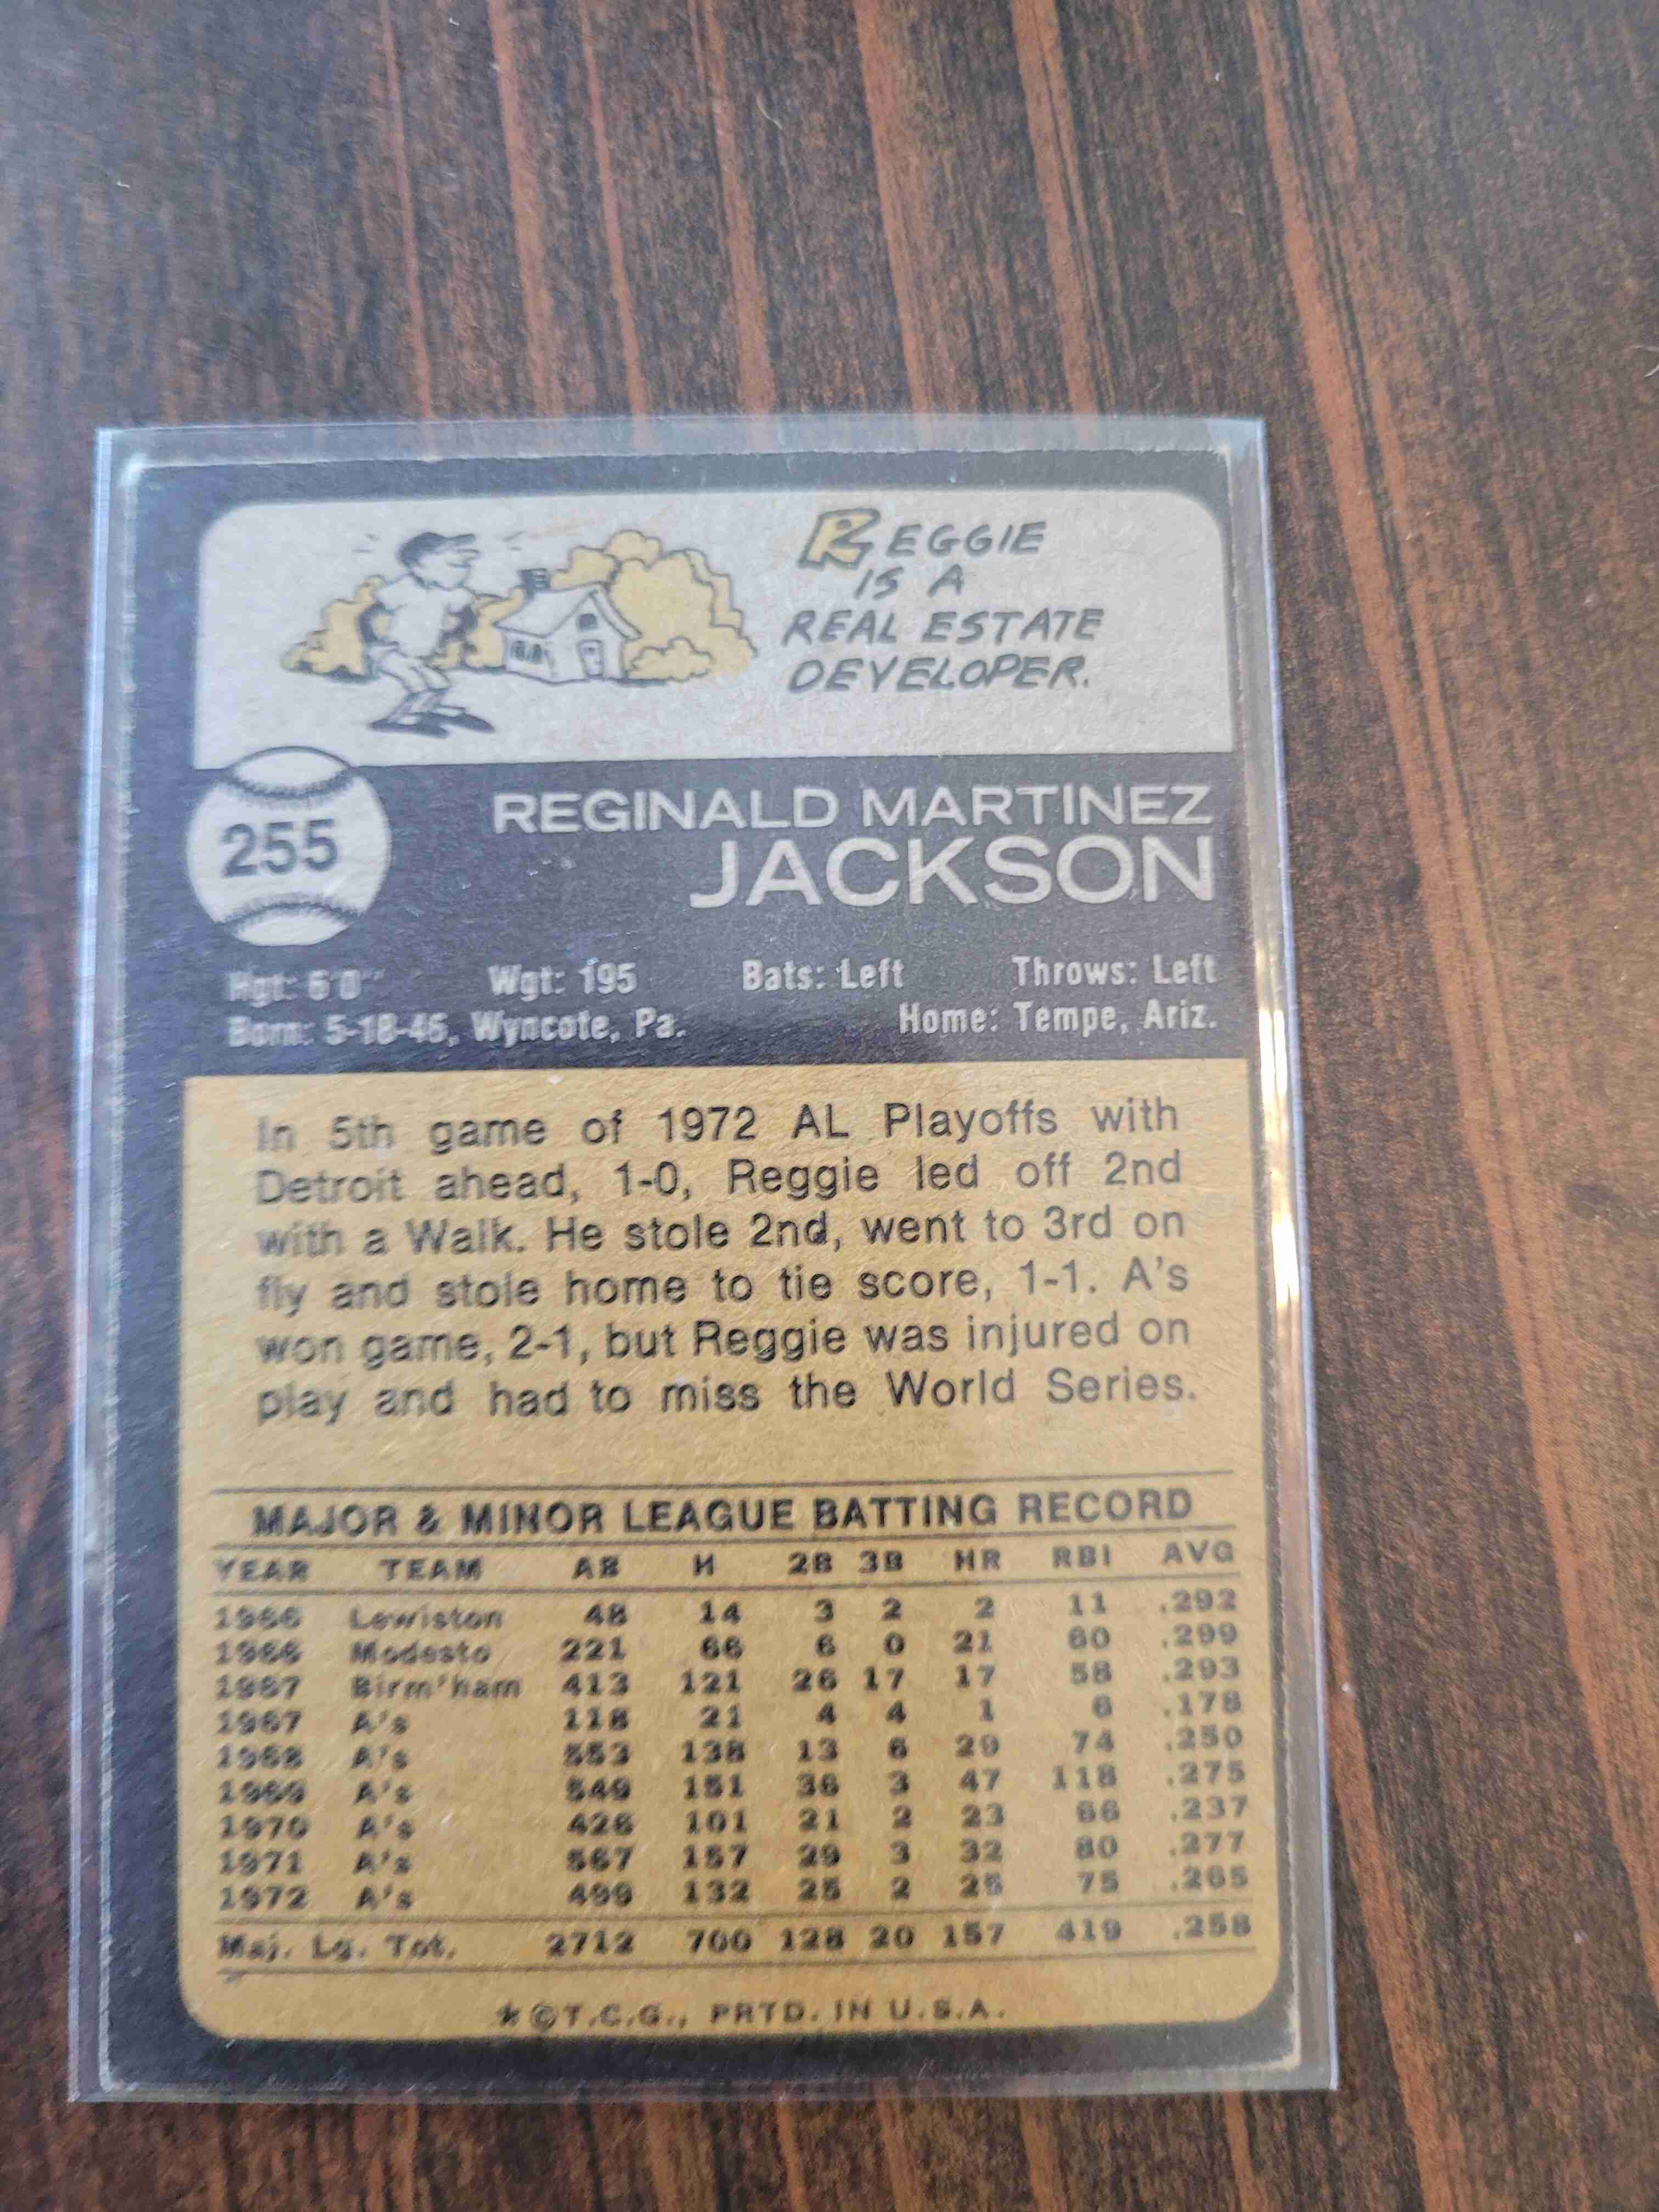 REGGIE
IS A
REAL ESTATE
DEVELOPER.
255
REGINALD MARTINEZ
JACKSON
Hgt: 6'0" Wgt: 195 Bats: Left Throws: Left
Born: 5-18-46, Wyncote, Pa. Home: Tempe, Ariz.
In 5th game of 1972 AL Playoffs with
Detroit ahead, 1-0, Reggie led off 2nd
with a Walk. He stole 2nd, went to 3rd on
fly and stole home to tie score, 1-1. A's
won game, 2-1, but Reggie was injured on
play and had to miss the World Series.
MAJOR & MINOR LEAGUE BATTING RECORD
YEAR TEAM AB H 2B 3B HR RBI AVG
1966 Lewiston 48 14 3 2 2 11 .292
1966 Modesto 221 66 6 0 21 60 .299
1967 Birm'ham 413 121 26 17 17 58 .293
1967 A's 118 21 4 4 1 6 .178
1968 A's 553 138 13 6 29 74 .250
1969 A's 549 151 36 3 47 118 .275
1970 A's 426 101 21 2 23 66 .237
1971 A's 567 157 29 3 32 80 .277
1972 A's 499 132 25 2 25 75 .265
Maj. Lg. Tot. 2712 700 128 20 157 419 .258
*©T.C.G., PRTD. IN U.S.A.